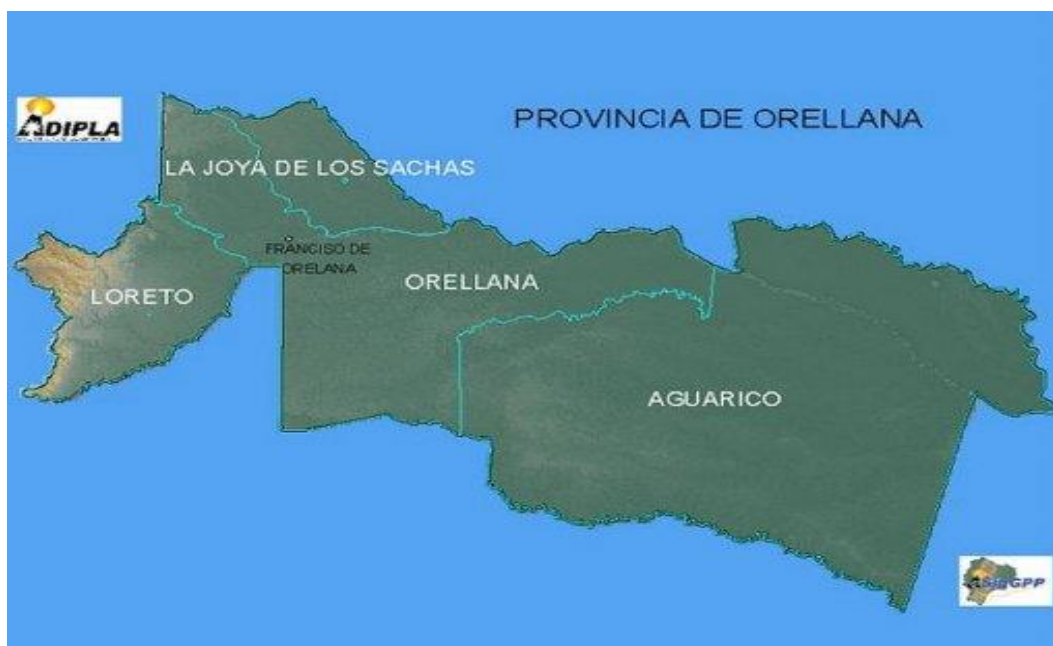 ADIPLA
PROVINCIA DE ORELLANA
LA JOYA DE LOS SACHAS
FRANCISO DE
ORELANA
ORELLANA
LORETO
AGUARICO